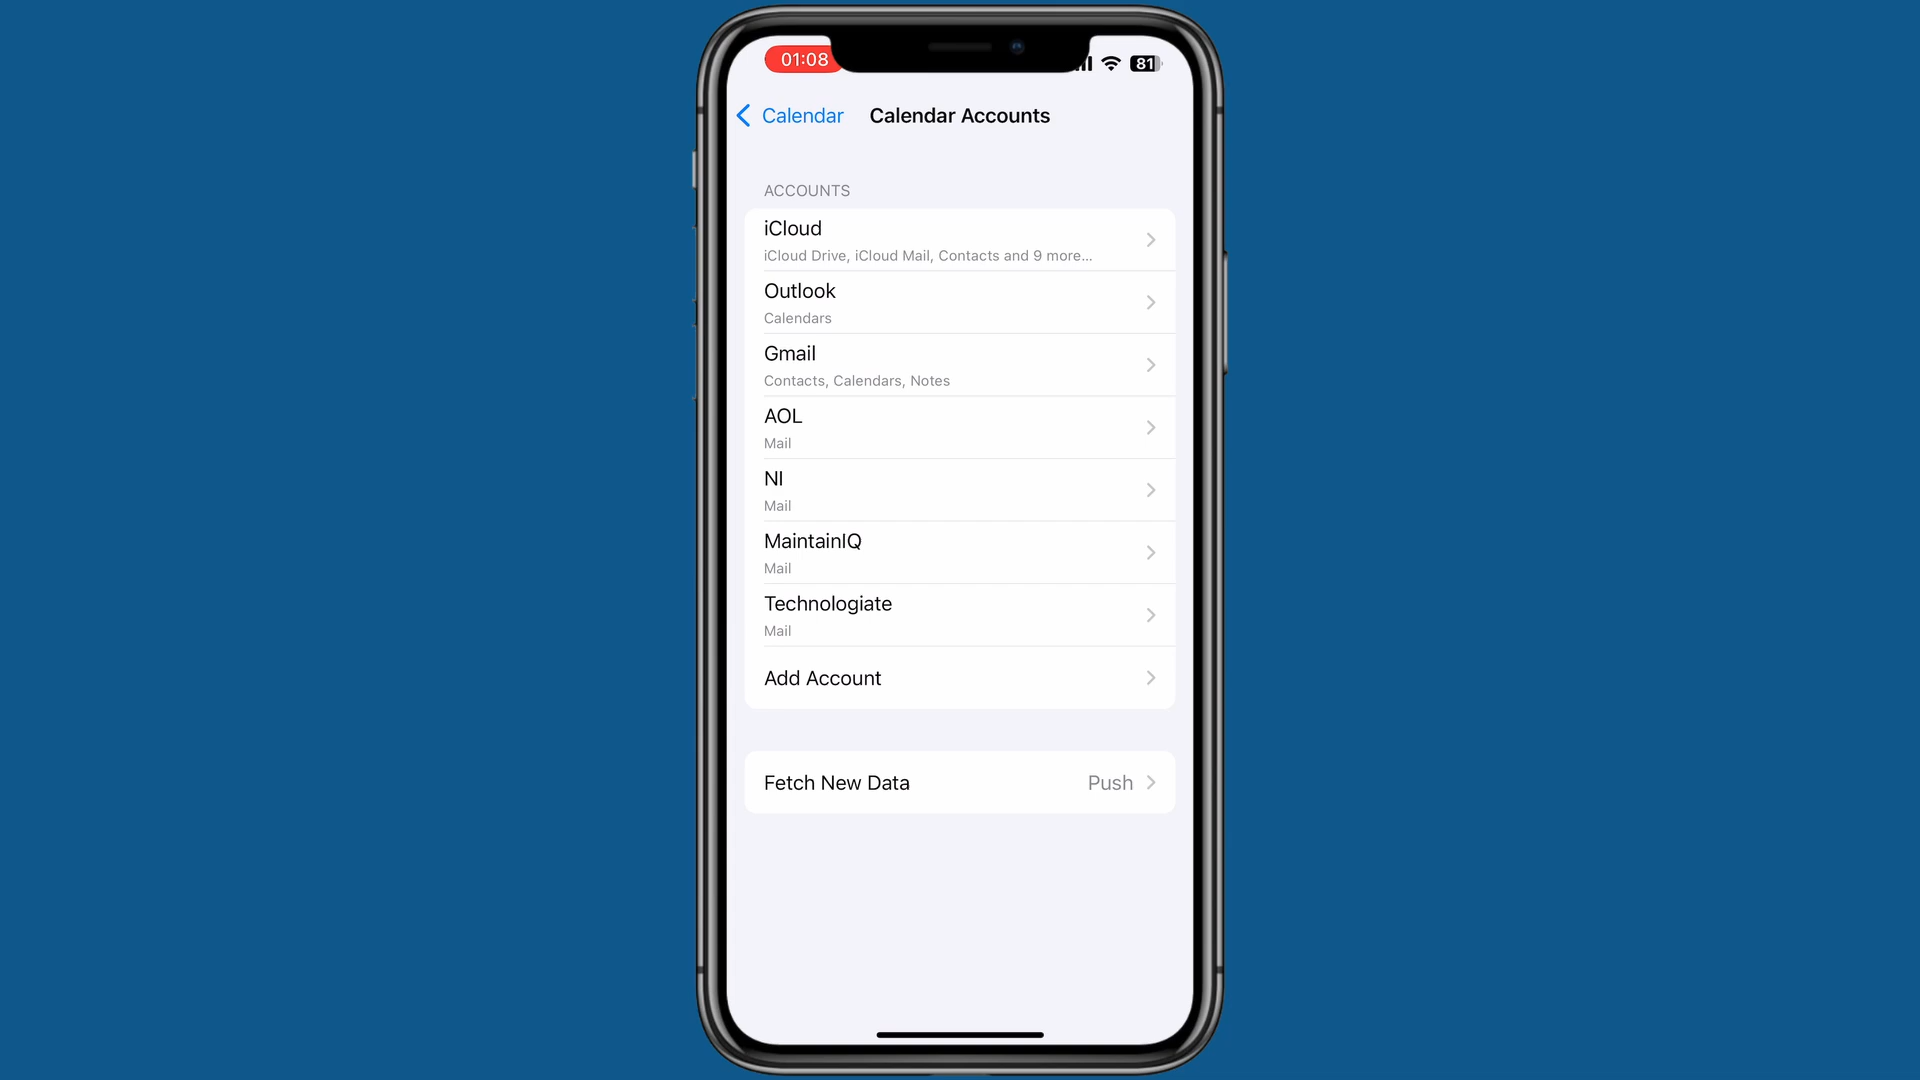 01:08
81
Calendar Calendar Accounts
ACCOUNTS
iCloud
iCloud Drive, iCloud Mail, Contacts and 9 more...
Outlook
Calendars
Gmail
Contacts, Calendars, Notes
AOL
Mail
NI
Mail
MaintainIQ
Mail
Technologiate
Mail
Add Account
Fetch New Data Push